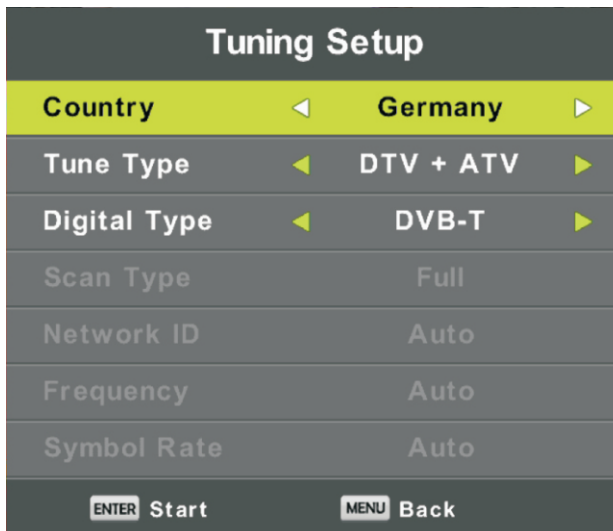 Tuning Setup
Country Germany
Tune Type DTV + ATV
Digital Type DVB-T
Scan Type Full
Network ID Auto
Frequency Auto
Symbol Rate Auto
ENTER Start MENU Back